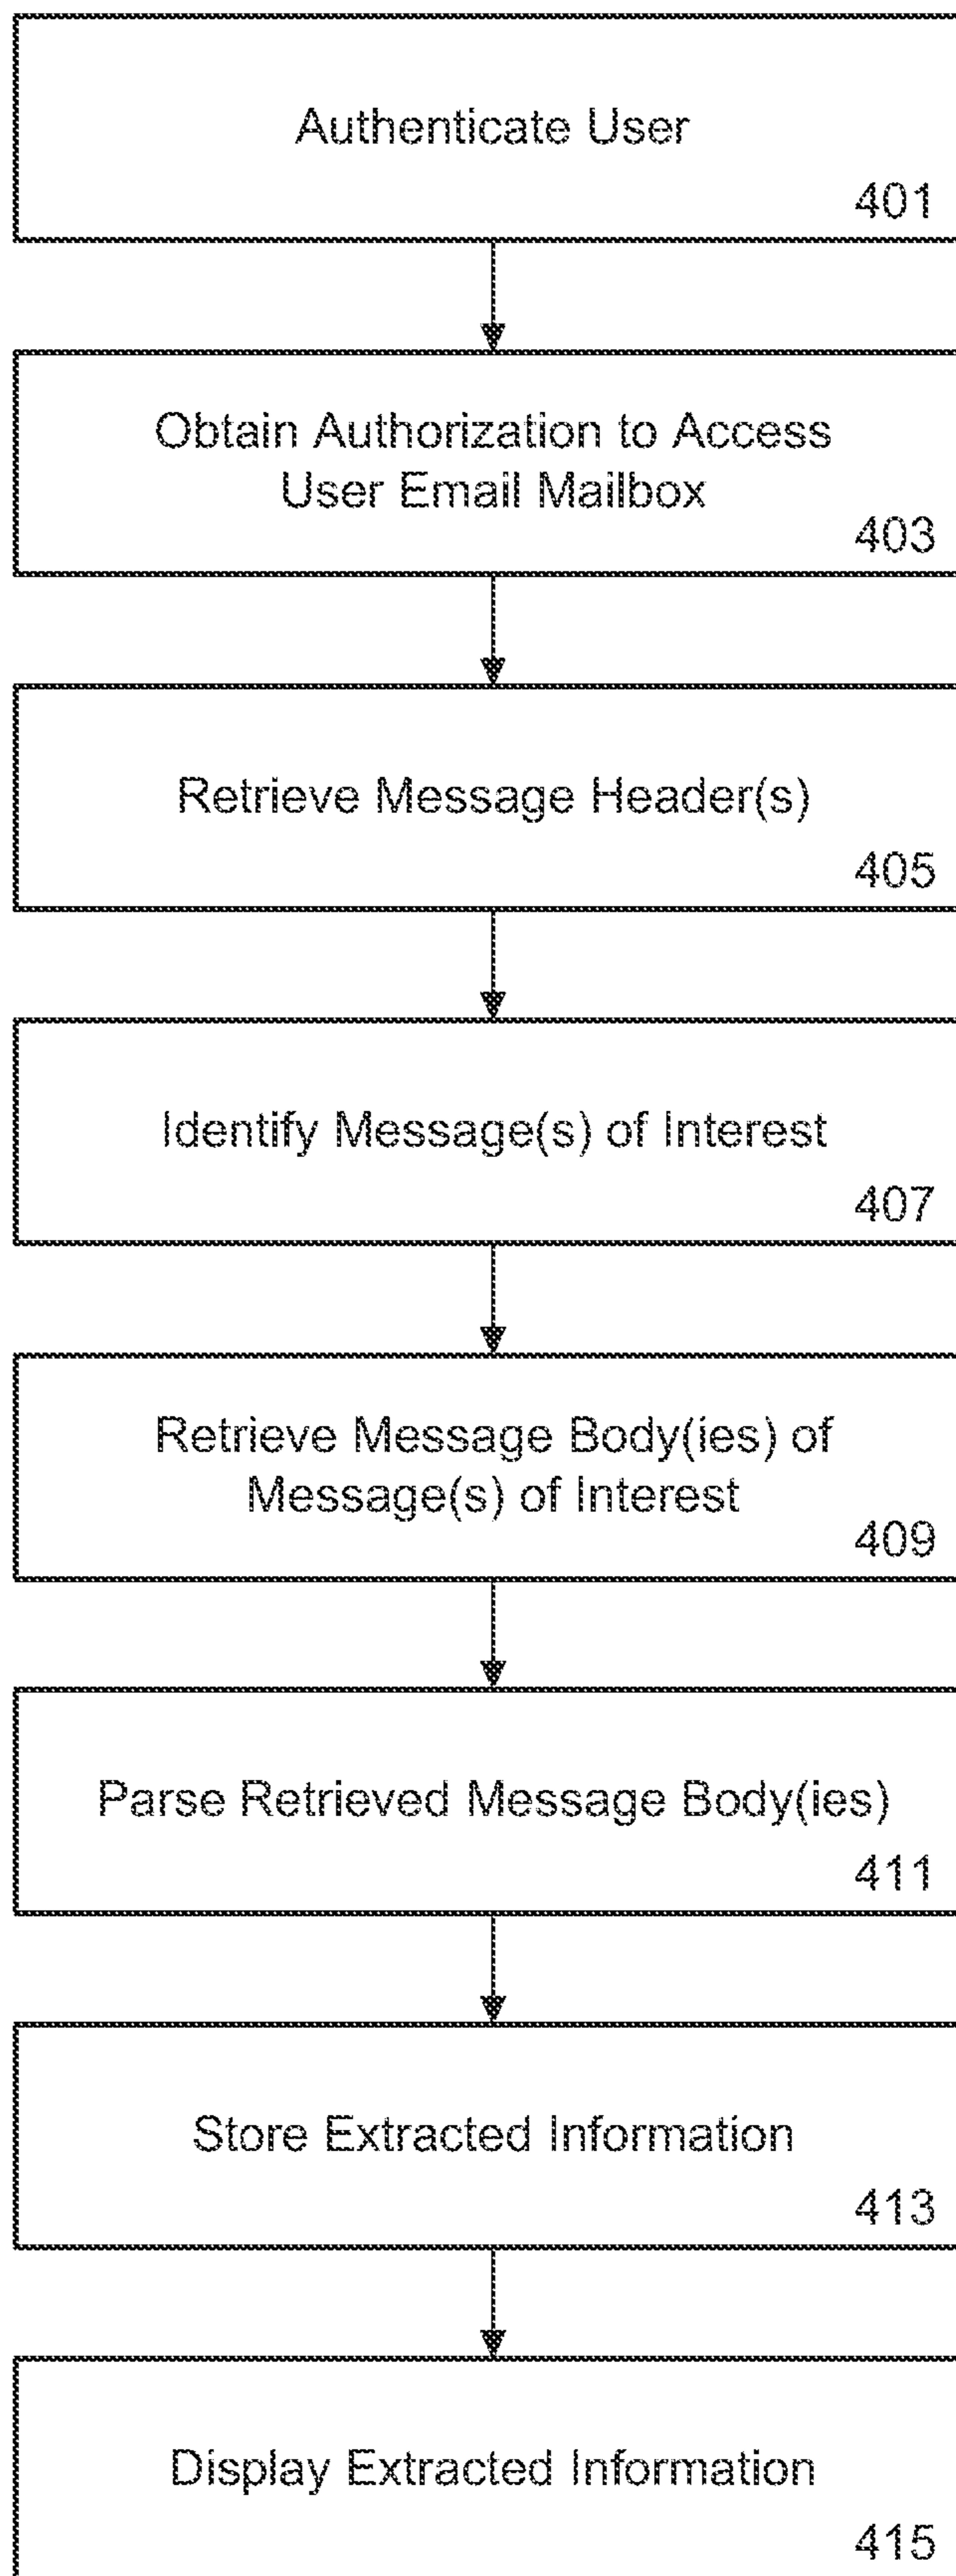 Authenticate User
401
Obtain Authorization to Access
User Email Mailbox
403
Retrieve Message Header(s)
405
Identify Message(s) of Interest
407
Retrieve Message Body(ies) of
Message(s) of Interest
409
Parse Retrieved Message Body(ies)
411
Store Extracted Information
413
Display Extracted Information
415